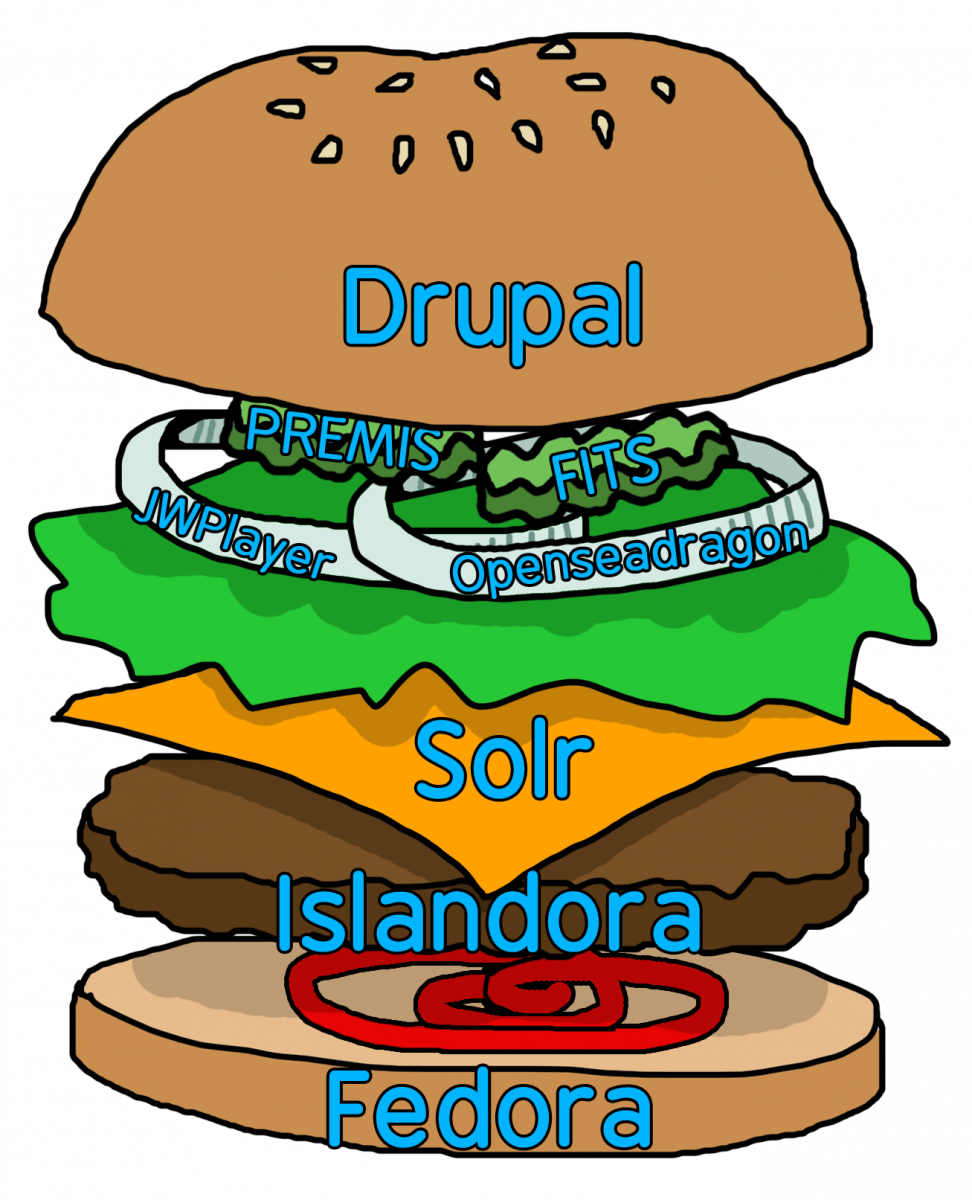 Drupal
PREMIS
FITS
JWPlayer
Openseadragon
Solr
Islandora
Fedora